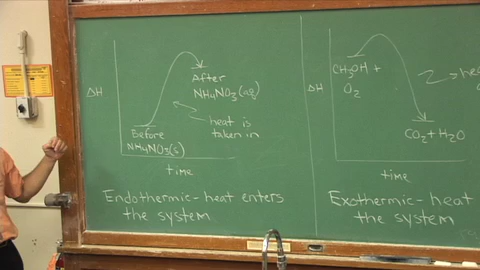 ΔH
After
NH4NO3(aq)
heat is
taken in
Before
NH4NO3(s)
time
Endothermic - heat enters
the system
ΔH
CH3OH +
O2
CO2 + H2O
time
Exothermic - heat
the system